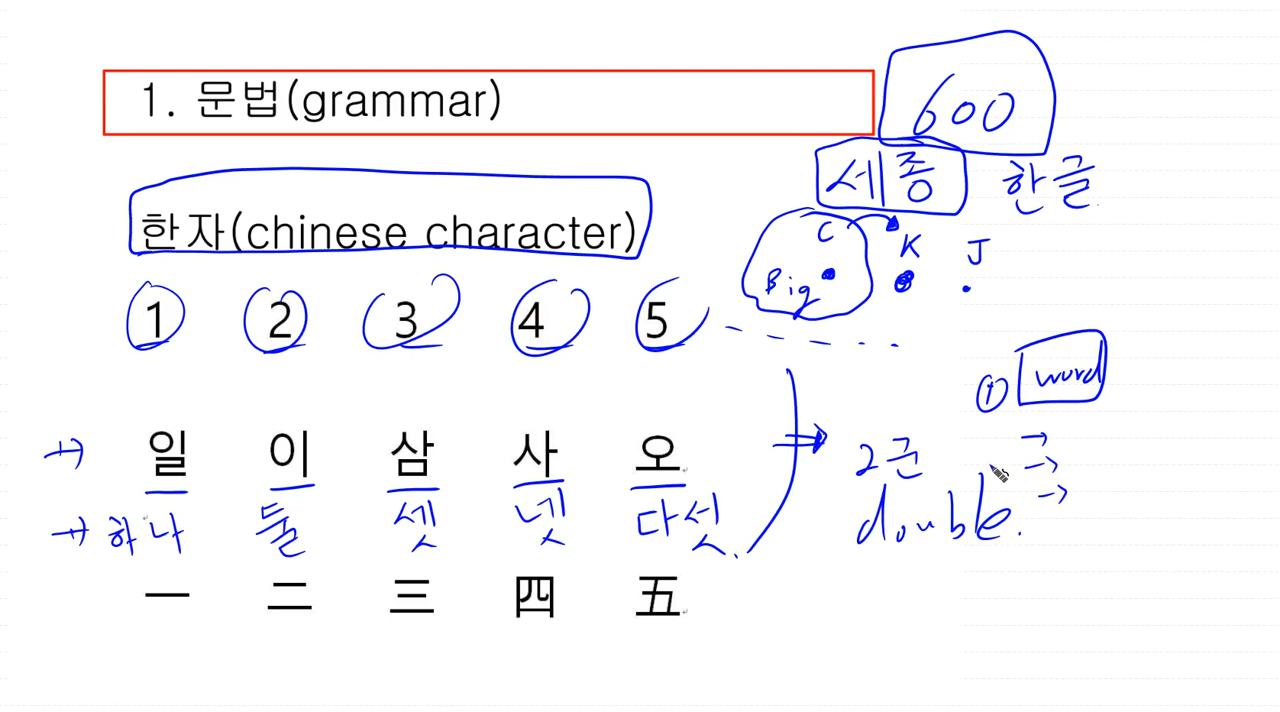 1. 문법(grammar)
600
세종 한글
한자(chinese character)
C K J
Big
1 2 3 4 5
① word
일 이 삼 사 오
2군
하나 둘 셋 넷 다섯
double.
一 二 三 四 五